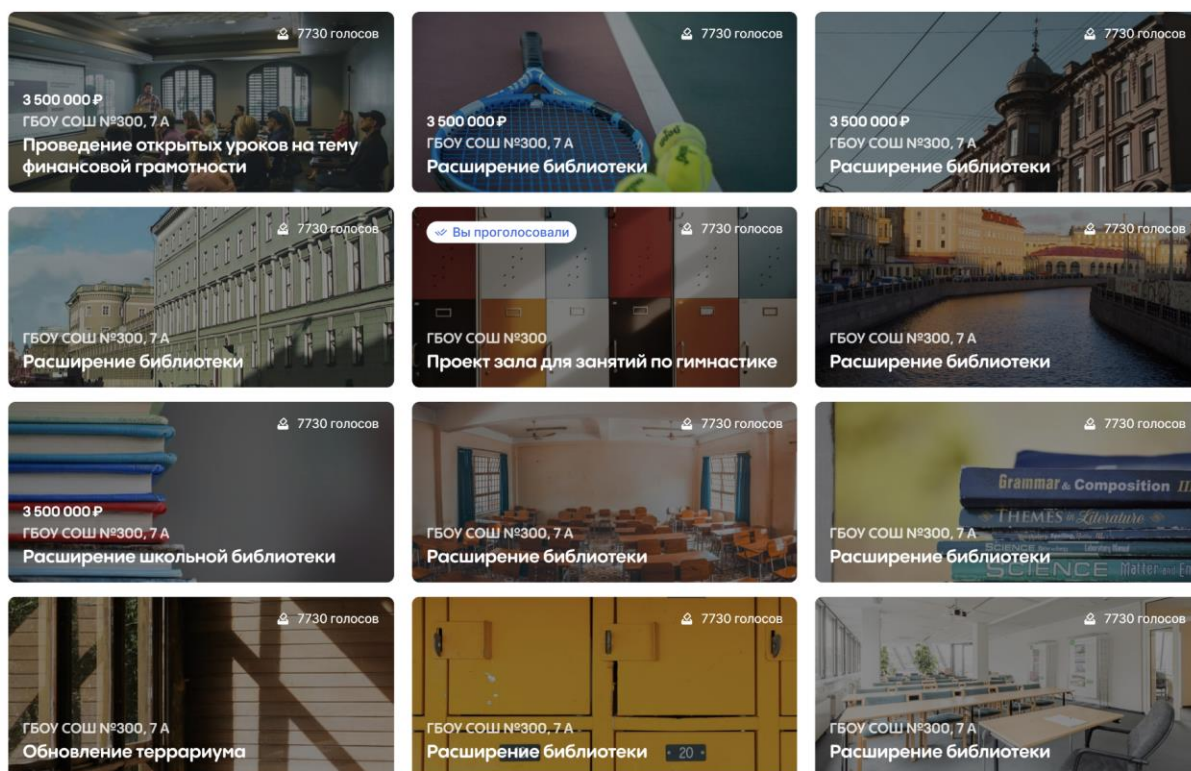 7730 голосов
3 500 000 ₽
ГБОУ СОШ №300, 7 А
Проведение открытых уроков на тему
финансовой грамотности
7730 голосов
3 500 000 ₽
ГБОУ СОШ №300, 7 А
Расширение библиотеки
7730 голосов
3 500 000 ₽
ГБОУ СОШ №300, 7 А
Расширение библиотеки
7730 голосов
ГБОУ СОШ №300, 7 А
Расширение библиотеки
Вы проголосовали
7730 голосов
ГБОУ СОШ №300
Проект зала для занятий по гимнастике
7730 голосов
ГБОУ СОШ №300, 7 А
Расширение библиотеки
7730 голосов
3 500 000 ₽
ГБОУ СОШ №300, 7 А
Расширение школьной библиотеки
7730 голосов
ГБОУ СОШ №300, 7 А
Расширение библиотеки
7730 голосов
Grammar & Composition III
THEMES in Literature
ГБОУ СОШ №300, 7 А
Расширение библиотеки
SCIENCE
7730 голосов
ГБОУ СОШ №300, 7 А
Обновление террариума
7730 голосов
ГБОУ СОШ №300, 7 А
Расширение библиотеки
20
7730 голосов
ГБОУ СОШ №300, 7 А
Расширение библиотеки